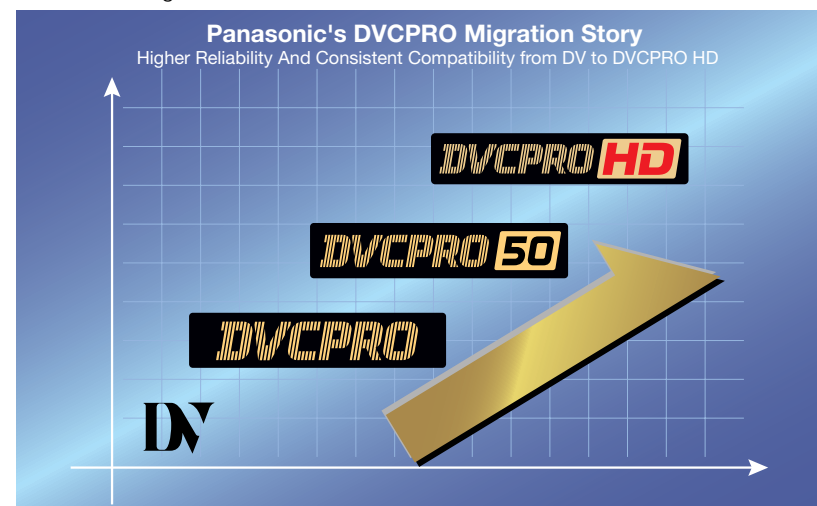 Panasonic's DVCPRO Migration Story
Higher Reliability And Consistent Compatibility from DV to DVCPRO HD
DVCPRO HD
DVCPRO 50
DVCPRO
DV